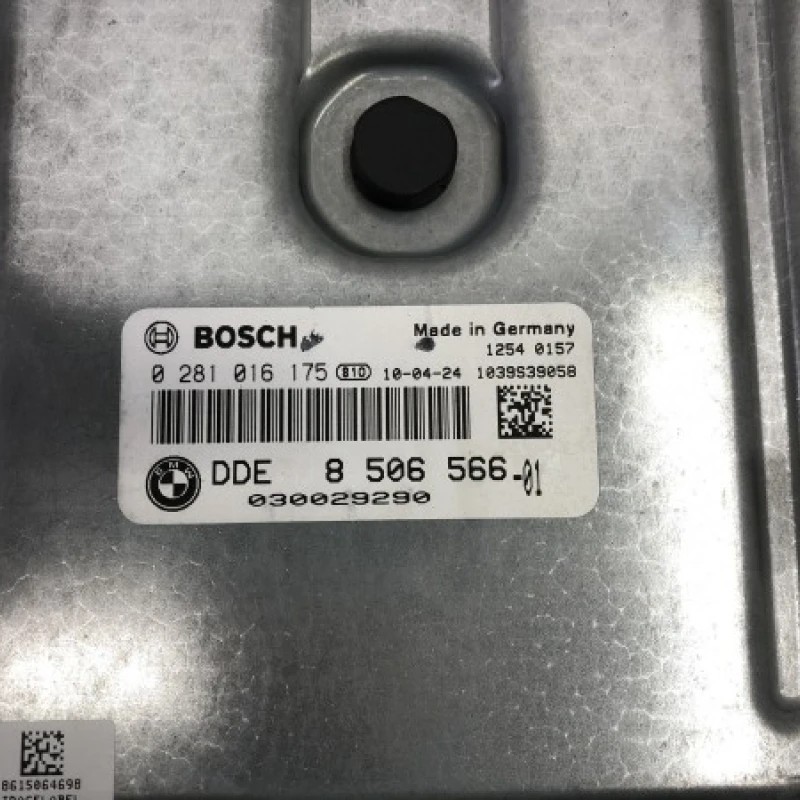 BOSCH Made in Germany
1254 0157
0 281 016 175 B10 10-04-24 1039S39058
BMW DDE 8 506 566-01
030029290
8615064698